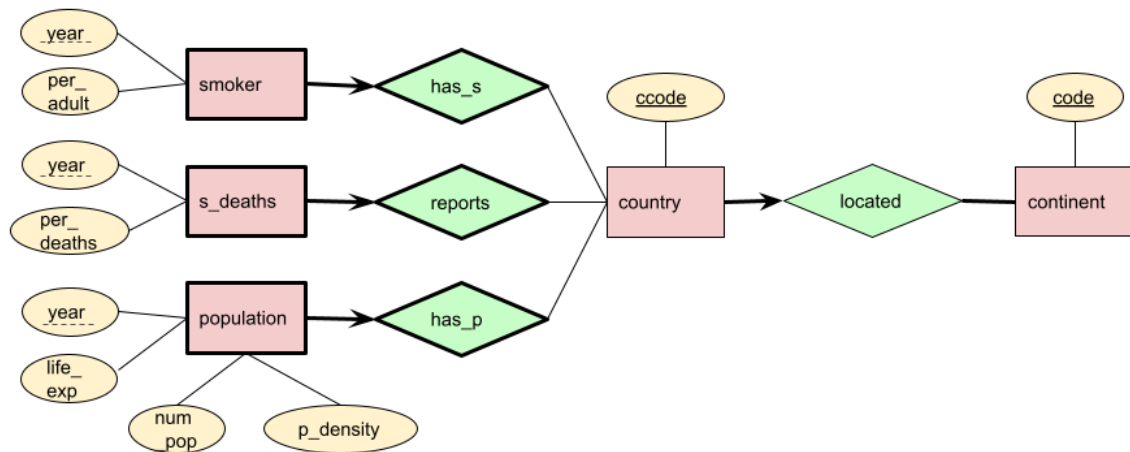 year
per_
adult
smoker
has_s
ccode
code
year
per_
deaths
s_deaths
reports
country
located
continent
year
life_
exp
population
has_p
num
_pop
p_density